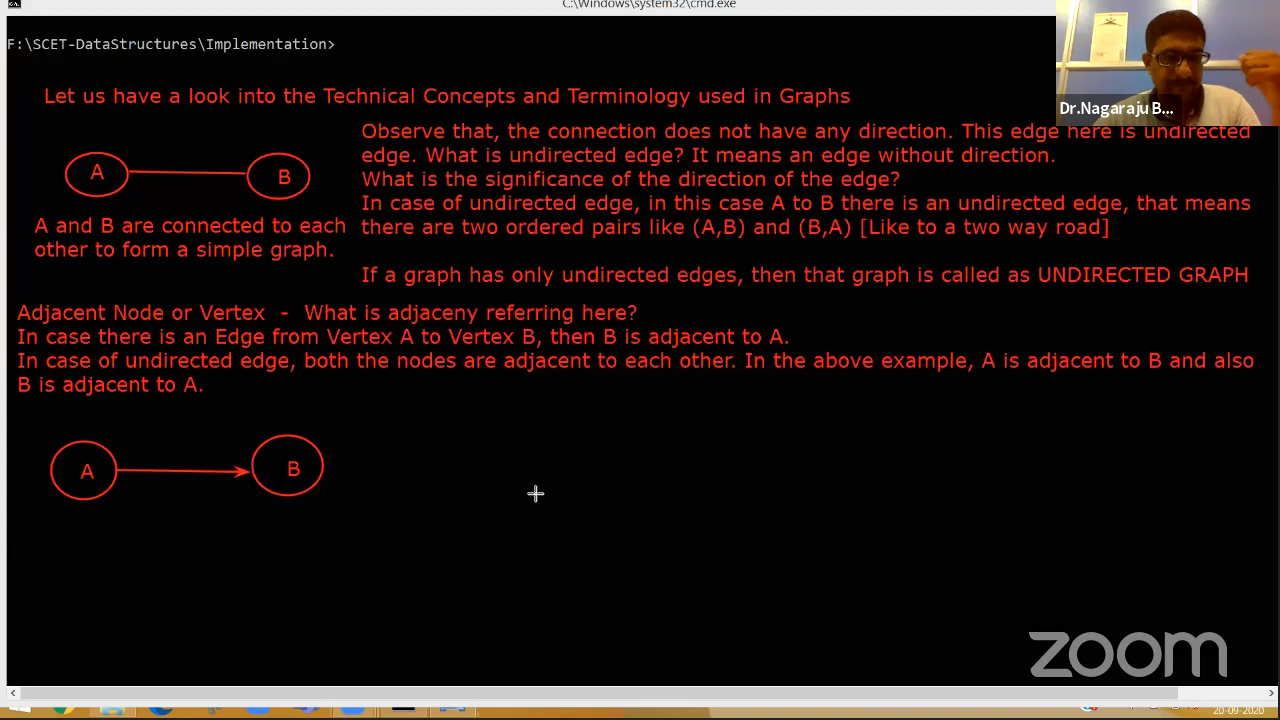 C:\Windows\system32\cmd.exe
F:\SCET-DataStructures\Implementation>
Let us have a look into the Technical Concepts and Terminology used in Graphs
Dr.Nagaraju B...
Observe that, the connection does not have any direction. This edge here is undirected
edge. What is undirected edge? It means an edge without direction.
What is the significance of the direction of the edge?
In case of undirected edge, in this case A to B there is an undirected edge, that means
there are two ordered pairs like (A,B) and (B,A) [Like to a two way road]
If a graph has only undirected edges, then that graph is called as UNDIRECTED GRAPH
A B
A and B are connected to each
other to form a simple graph.
Adjacent Node or Vertex - What is adjaceny referring here?
In case there is an Edge from Vertex A to Vertex B, then B is adjacent to A.
In case of undirected edge, both the nodes are adjacent to each other. In the above example, A is adjacent to B and also
B is adjacent to A.
A B
zoom
20-09-2020